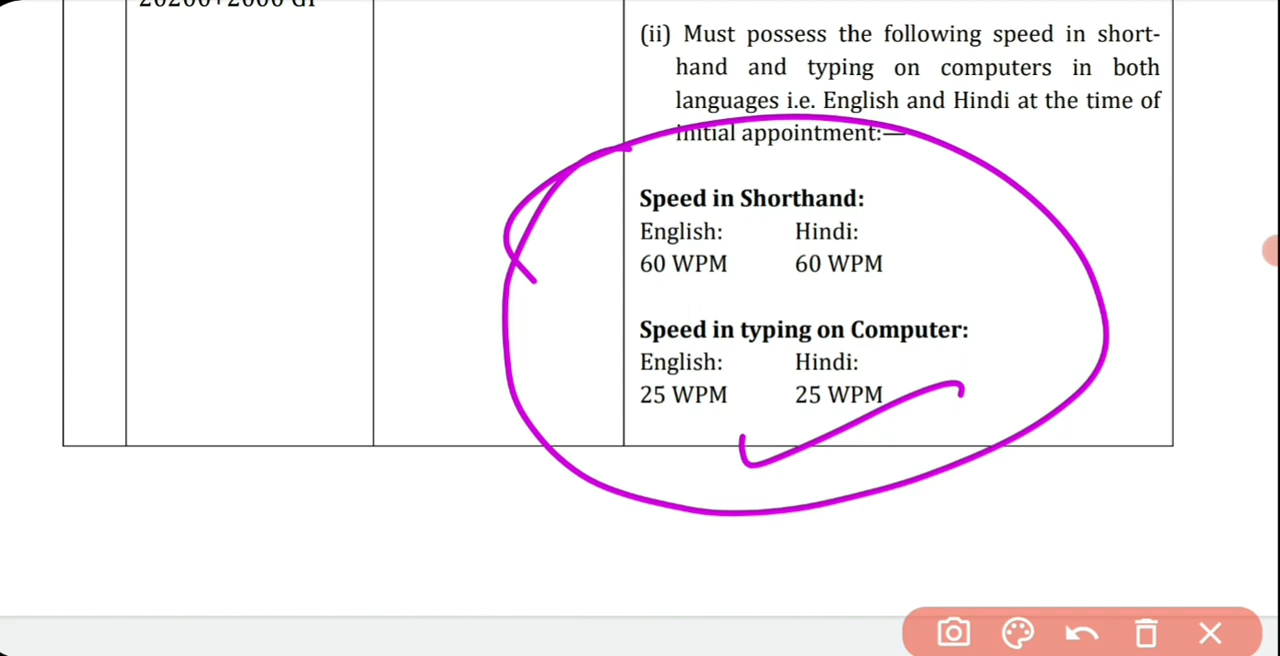 (ii) Must possess the following speed in short-
hand and typing on computers in both
languages i.e. English and Hindi at the time of
initial appointment:—
Speed in Shorthand:
English: Hindi:
60 WPM 60 WPM
Speed in typing on Computer:
English: Hindi:
25 WPM 25 WPM